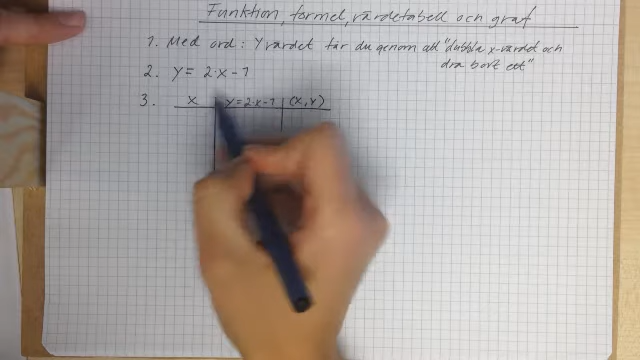 Funktion, formel, värdetabell och graf
1. Med ord: Y värdet får du genom att "dubbla x-värdet och
dra bort ett"
2. y = 2·x - 1
3. x y = 2·x - 1 (x, y)